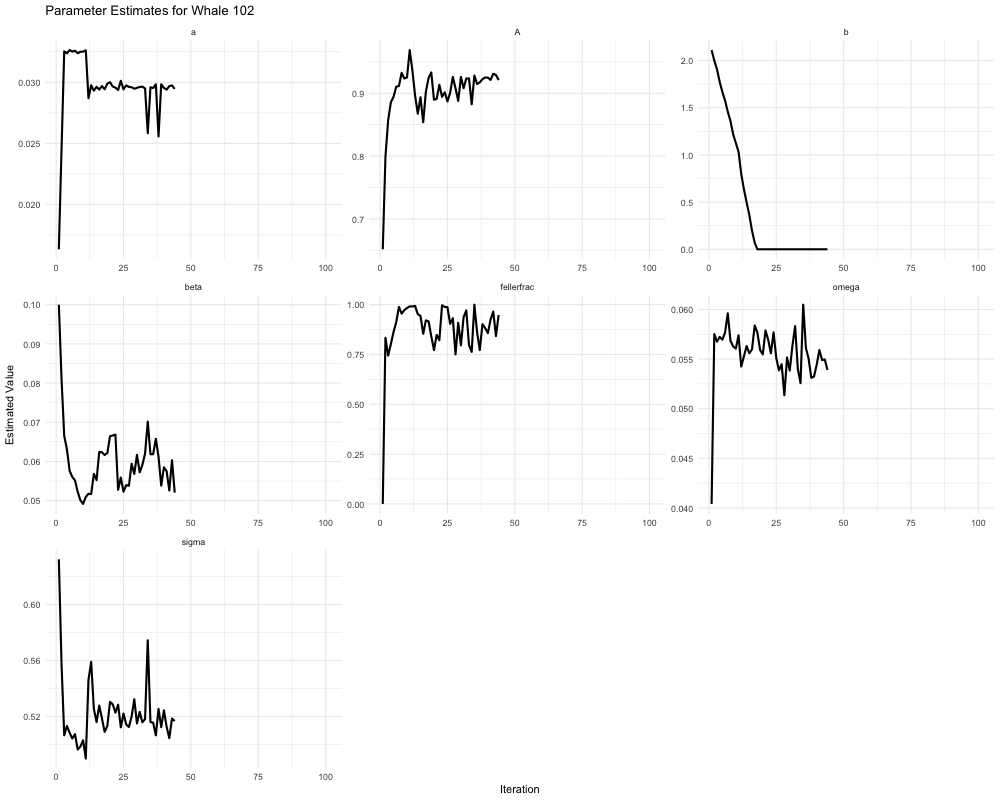 Parameter Estimates for Whale 102
a
A
b
0.030
0.025
0.020
0.9
0.8
0.7
2.0
1.5
1.0
0.5
0.0
0 25 50 75 100
0 25 50 75 100
0 25 50 75 100
beta
fellerfrac
omega
0.10
0.09
0.08
0.07
0.06
0.05
1.00
0.75
0.50
0.25
0.00
0.060
0.055
0.050
0.045
0.040
0 25 50 75 100
0 25 50 75 100
0 25 50 75 100
sigma
0.60
0.56
0.52
0 25 50 75 100
Estimated Value
Iteration